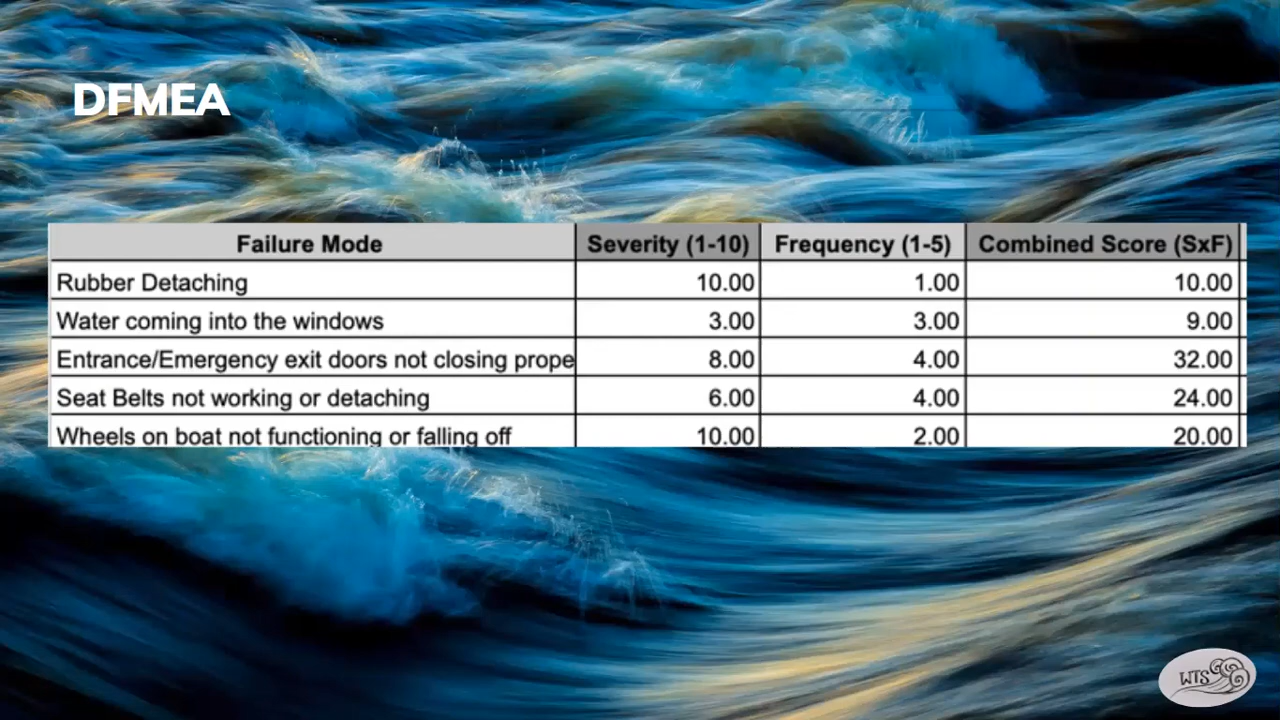 DFMEA
Failure Mode Severity (1-10) Frequency (1-5) Combined Score (SxF)
Rubber Detaching 10.00 1.00 10.00
Water coming into the windows 3.00 3.00 9.00
Entrance/Emergency exit doors not closing prope 8.00 4.00 32.00
Seat Belts not working or detaching 6.00 4.00 24.00
Wheels on boat not functioning or falling off 10.00 2.00 20.00
WTS